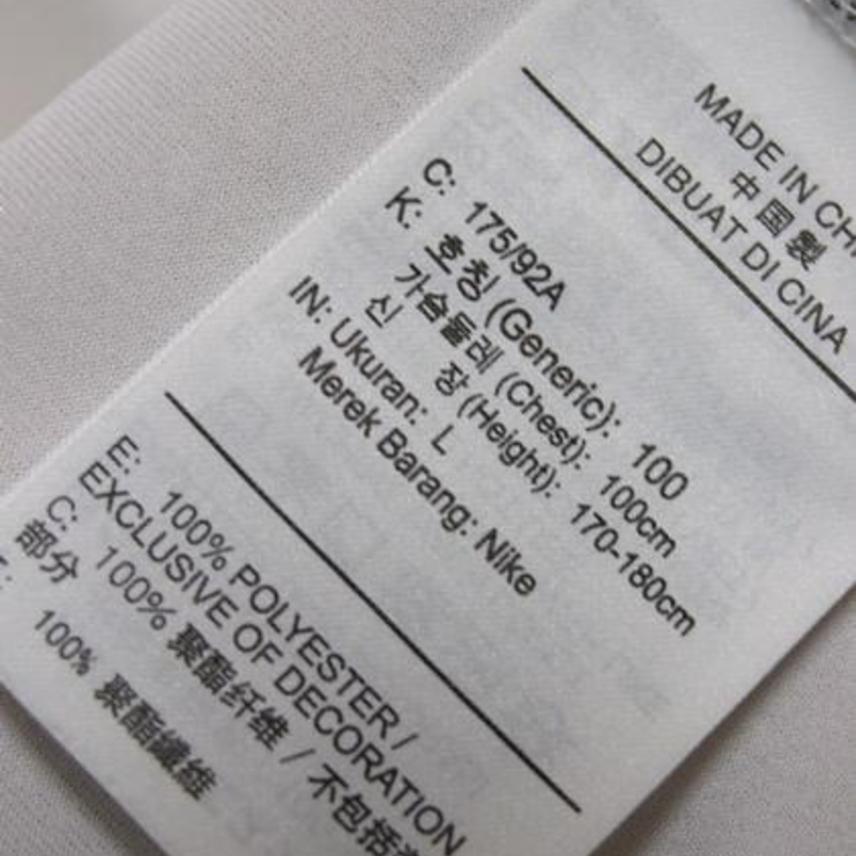 MADE IN
中国製
DIBUAT DI CINA
C: 175/92A
K: 호칭 (Generic): 100
가슴둘레 (Chest): 100cm
신 장 (Height): 170-180cm
IN: Ukuran: L
Merek Barang: Nike
E: 100% POLYESTER /
EXCLUSIVE OF DECORATION
C: 100% 聚酯纤维 / 不包括
部分
100% 聚酯纖維